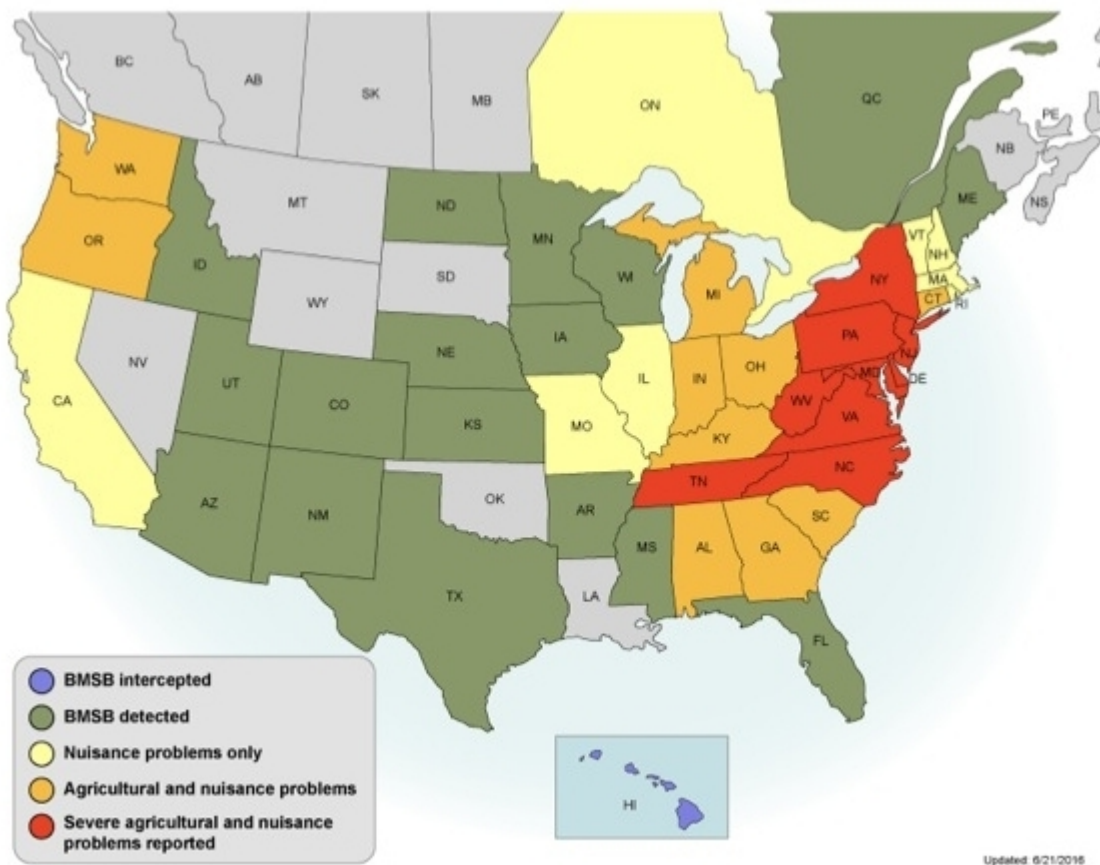 BC
AB
SK
MB
ON
QC
PE
NB
NS
WA
MT
ND
MN
ME
VT
NH
OR
ID
SD
WI
MI
NY
MA
CT
RI
WY
IA
PA
NJ
NV
NE
IL
IN
OH
MD
DE
CA
UT
CO
KS
MO
WV
VA
KY
AZ
NM
OK
AR
TN
NC
SC
TX
MS
AL
GA
LA
FL
BMSB intercepted
BMSB detected
Nuisance problems only
Agricultural and nuisance problems
Severe agricultural and nuisance
problems reported
HI
Updated: 6/21/2016